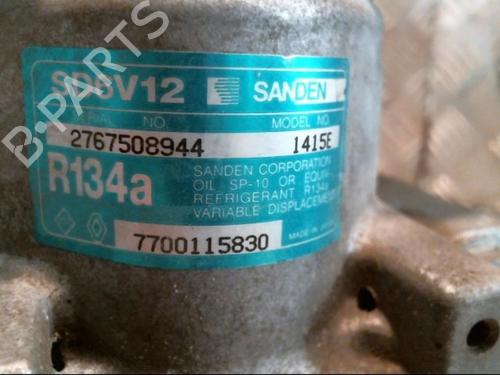 SD6V12 SANDEN
SERIAL NO. MODEL NO.
2767508944 1415E
R134a
SANDEN CORPORATION
OIL SP-10 OR EQUIV
REFRIGERANT R134a
VARIABLE DISPLACEMENT
7700115830
MADE IN
B-PARTS